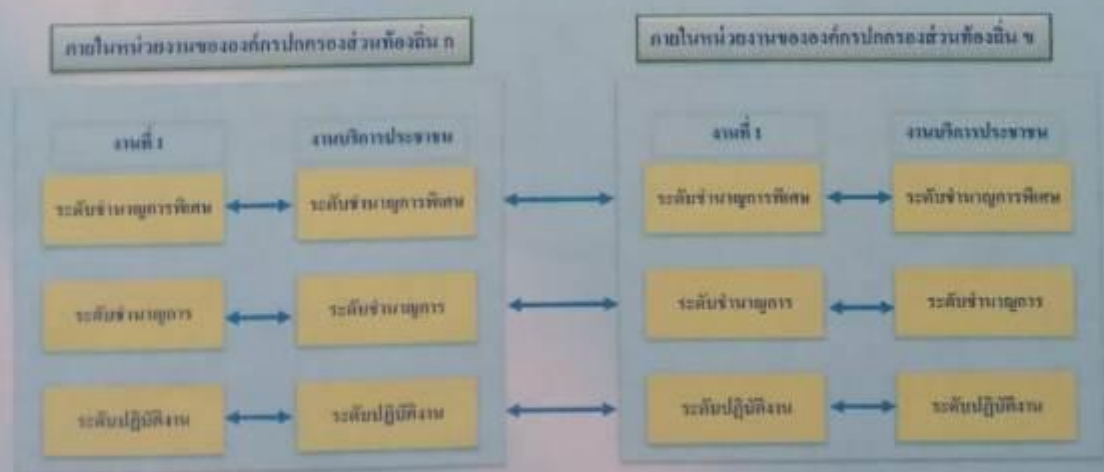 ภายในหน่วยงานขององค์กรปกครองส่วนท้องถิ่น ก
ภายในหน่วยงานขององค์กรปกครองส่วนท้องถิ่น ข
งานที่ 1
งานบริการประชาชน
งานที่ 1
งานบริการประชาชน
ระดับชำนาญการพิเศษ
ระดับชำนาญการพิเศษ
ระดับชำนาญการพิเศษ
ระดับชำนาญการพิเศษ
ระดับชำนาญการ
ระดับชำนาญการ
ระดับชำนาญการ
ระดับชำนาญการ
ระดับปฏิบัติงาน
ระดับปฏิบัติงาน
ระดับปฏิบัติงาน
ระดับปฏิบัติงาน